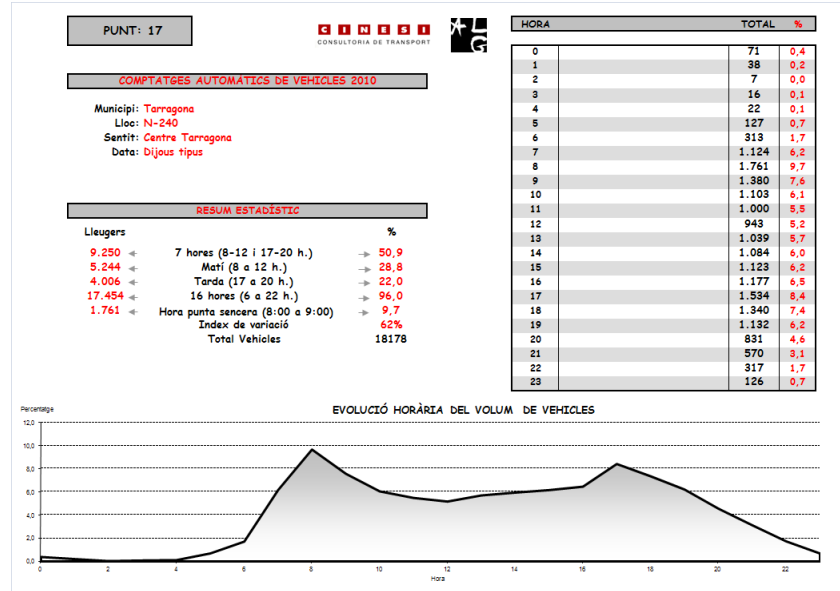 PUNT: 17
CINESI
CONSULTORIA DE TRANSPORT
ALG
COMPTATGES AUTOMÀTICS DE VEHICLES 2010
Municipi: Tarragona
Lloc: N-240
Sentit: Centre Tarragona
Data: Dijous tipus
RESUM ESTADÍSTIC
Lleugers %
9.250 7 hores (8-12 i 17-20 h.) 50,9
5.244 Matí (8 a 12 h.) 28,8
4.006 Tarda (17 a 20 h.) 22,0
17.454 16 hores (6 a 22 h.) 96,0
1.761 Hora punta sencera (8:00 a 9:00) 9,7
Index de variació 62%
Total Vehicles 18178
HORA TOTAL %
0 71 0,4
1 38 0,2
2 7 0,0
3 16 0,1
4 22 0,1
5 127 0,7
6 313 1,7
7 1.124 6,2
8 1.761 9,7
9 1.380 7,6
10 1.103 6,1
11 1.000 5,5
12 943 5,2
13 1.039 5,7
14 1.084 6,0
15 1.123 6,2
16 1.177 6,5
17 1.534 8,4
18 1.340 7,4
19 1.132 6,2
20 831 4,6
21 570 3,1
22 317 1,7
23 126 0,7
EVOLUCIÓ HORÀRIA DEL VOLUM DE VEHICLES
Percentatge
12,0
10,0
8,0
6,0
4,0
2,0
0,0
0 2 4 6 8 10 12 14 16 18 20 22
Hora